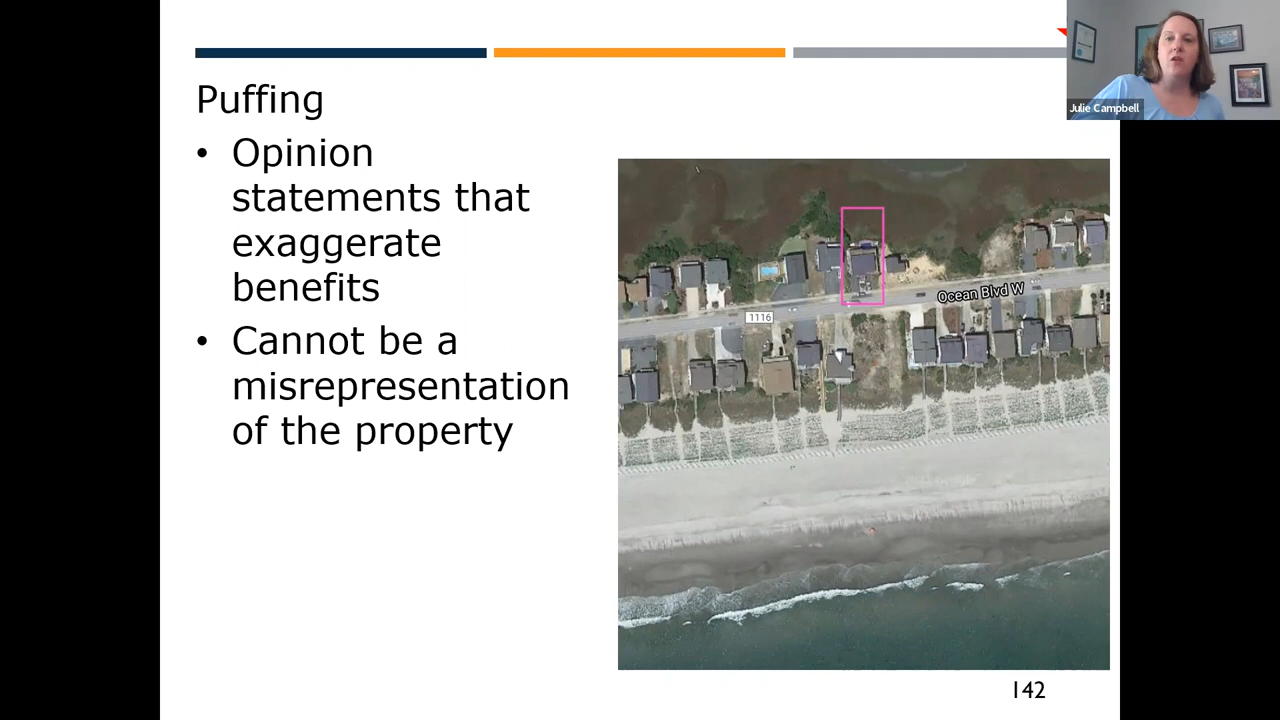 Puffing
• Opinion
statements that
exaggerate
benefits
• Cannot be a
misrepresentation
of the property
Julie Campbell
Ocean Blvd W
1116
142